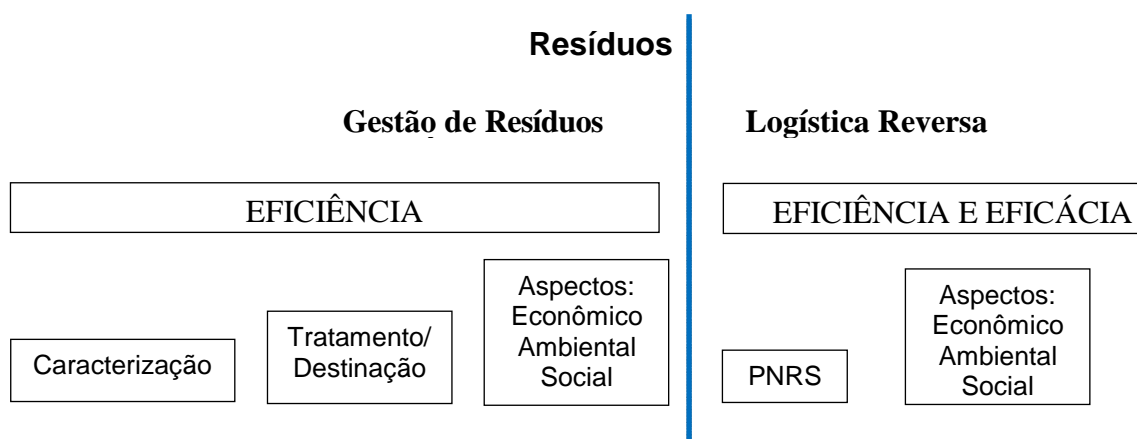 Resíduos
Gestão de Resíduos
Logística Reversa
EFICIÊNCIA
EFICIÊNCIA E EFICÁCIA
Caracterização
Tratamento/
Destinação
Aspectos:
Econômico
Ambiental
Social
PNRS
Aspectos:
Econômico
Ambiental
Social